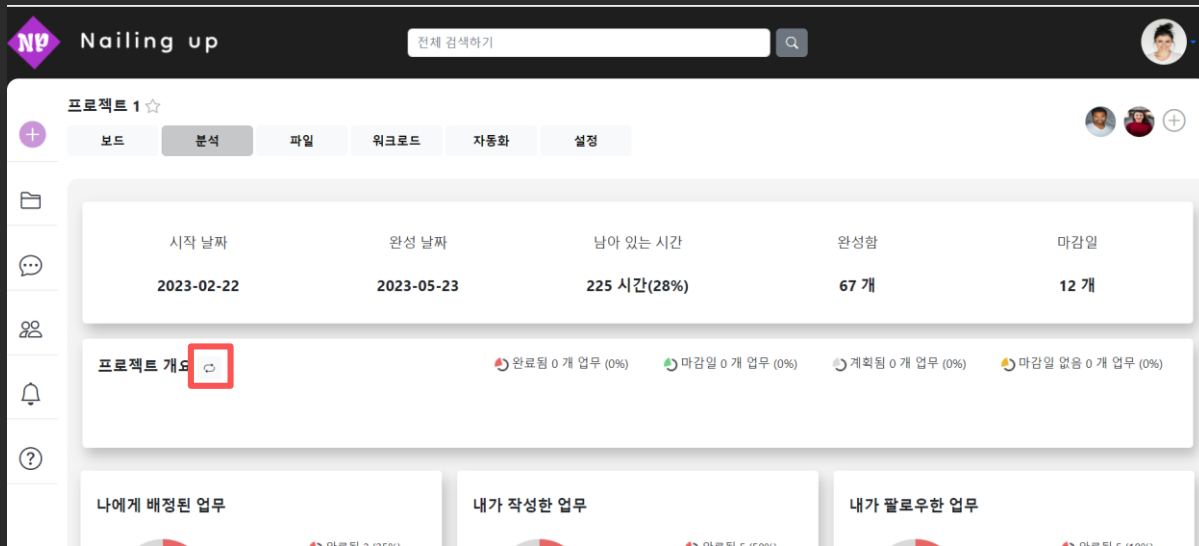 NP Nailing up
전체 검색하기
프로젝트 1
보드 분석 파일 워크로드 자동화 설정
시작 날짜 완성 날짜 남아 있는 시간 완성함 마감일
2023-02-22 2023-05-23 225 시간(28%) 67 개 12 개
프로젝트 개요 완료됨 0 개 업무 (0%) 마감일 0 개 업무 (0%) 계획됨 0 개 업무 (0%) 마감일 없음 0 개 업무 (0%)
나에게 배정된 업무 내가 작성한 업무 내가 팔로우한 업무